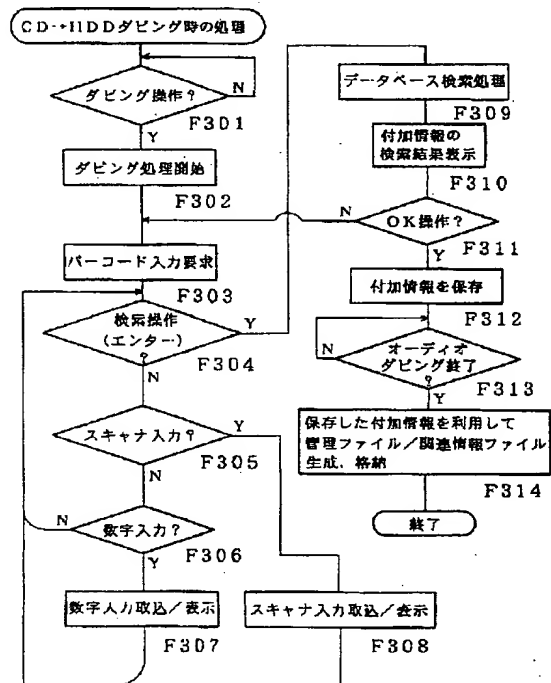 CD→HDDダビング時の処理
ダビング操作?
N
F301
Y
ダビング処理開始
F302
バーコード入力要求
F303
検索操作
(エンター)
?
Y
F304
N
スキャナ入力?
Y
F305
N
数字入力?
N
F306
Y
数字入力取込/表示
F307
スキャナ入力取込/表示
F308
データベース検索処理
F309
付加情報の
検索結果表示
F310
OK操作?
N
F311
Y
付加情報を保存
F312
オーディオ
ダビング終了
?
N
F313
Y
保存した付加情報を利用して
管理ファイル/関連情報ファイル
生成、格納
F314
終了